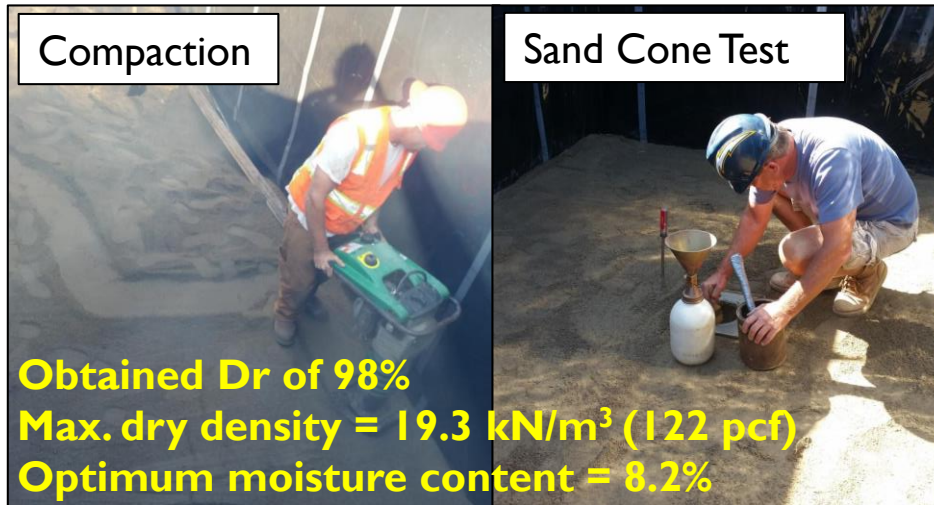 Compaction
Sand Cone Test
Obtained Dr of 98%
Max. dry density = 19.3 kN/m³ (122 pcf)
Optimum moisture content = 8.2%